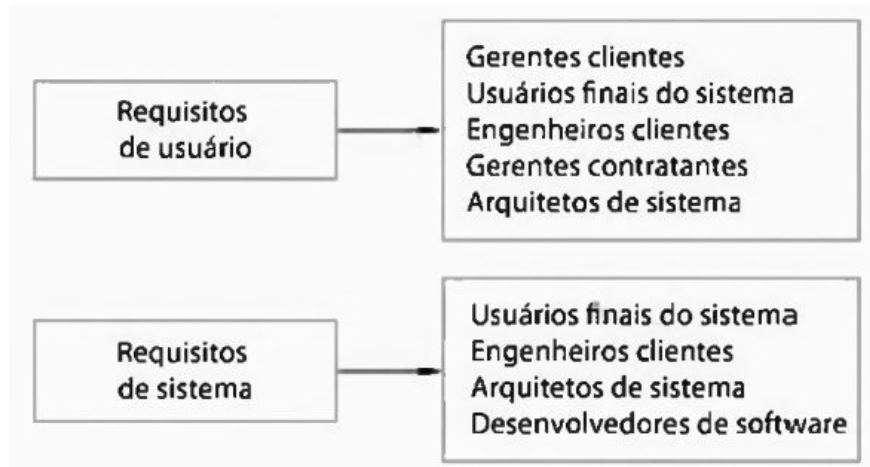 Requisitos
de usuário
Gerentes clientes
Usuários finais do sistema
Engenheiros clientes
Gerentes contratantes
Arquitetos de sistema
Requisitos
de sistema
Usuários finais do sistema
Engenheiros clientes
Arquitetos de sistema
Desenvolvedores de software